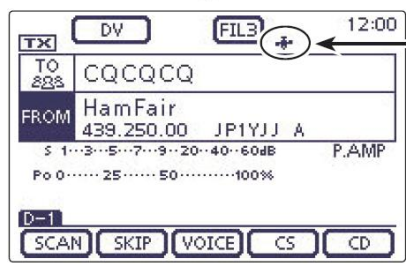 DV FIL3 12:00
TX
TO CQCQCQ
FROM HamFair
439.250.00 JP1YJJ A
S 1··3···5···7···9··20··40··60dB P.AMP
Po 0······25······50··········100%
D-1
SCAN SKIP VOICE CS CD